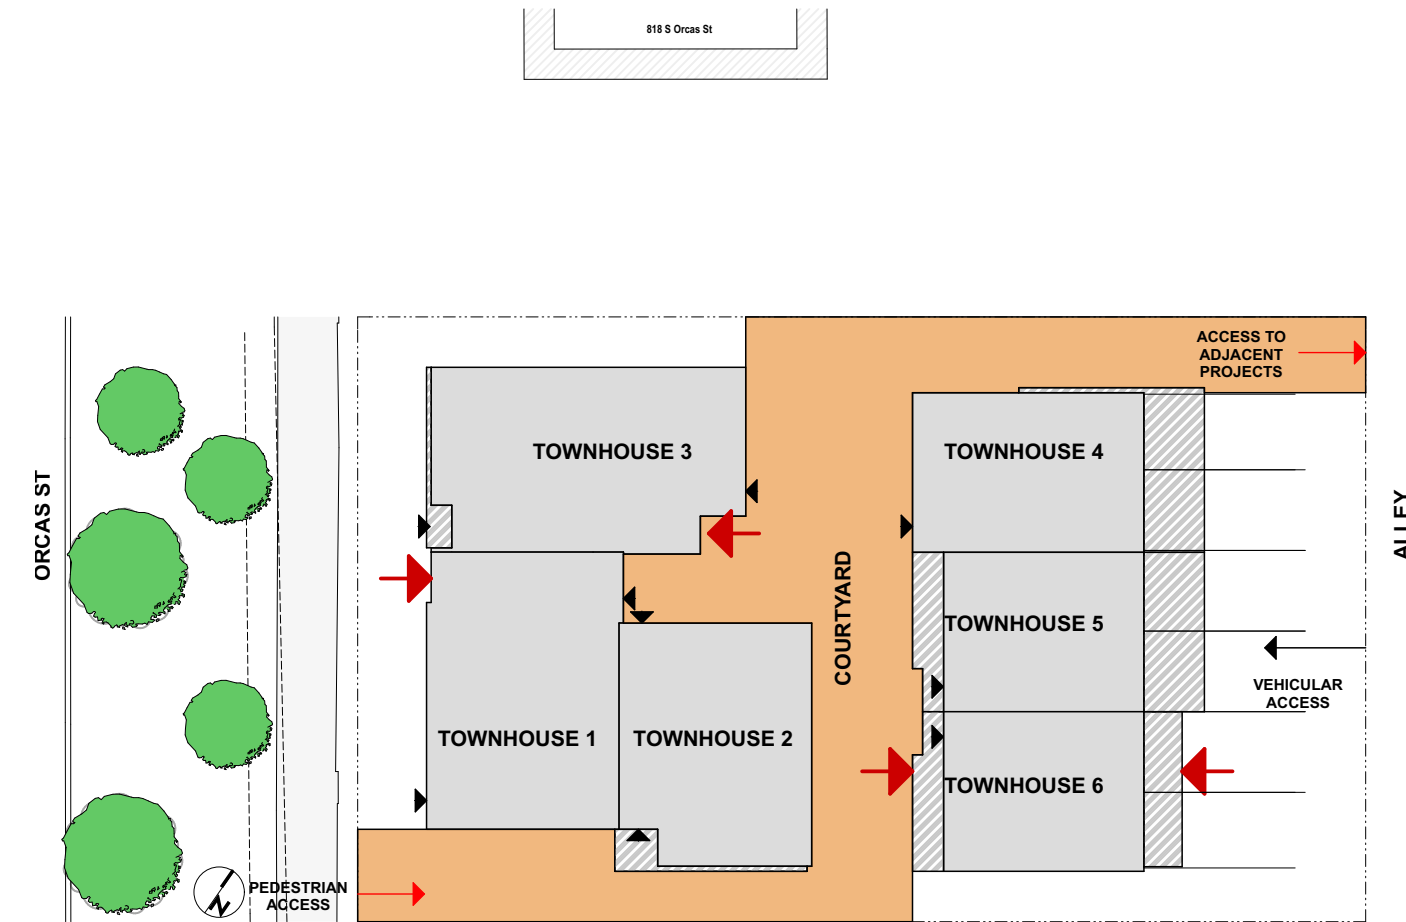 818 S Orcas St
ACCESS TO
ADJACENT
PROJECTS
TOWNHOUSE 3
TOWNHOUSE 4
ORCAS ST
ALLEY
COURTYARD
TOWNHOUSE 5
VEHICULAR
ACCESS
TOWNHOUSE 1
TOWNHOUSE 2
TOWNHOUSE 6
PEDESTRIAN
ACCESS
N